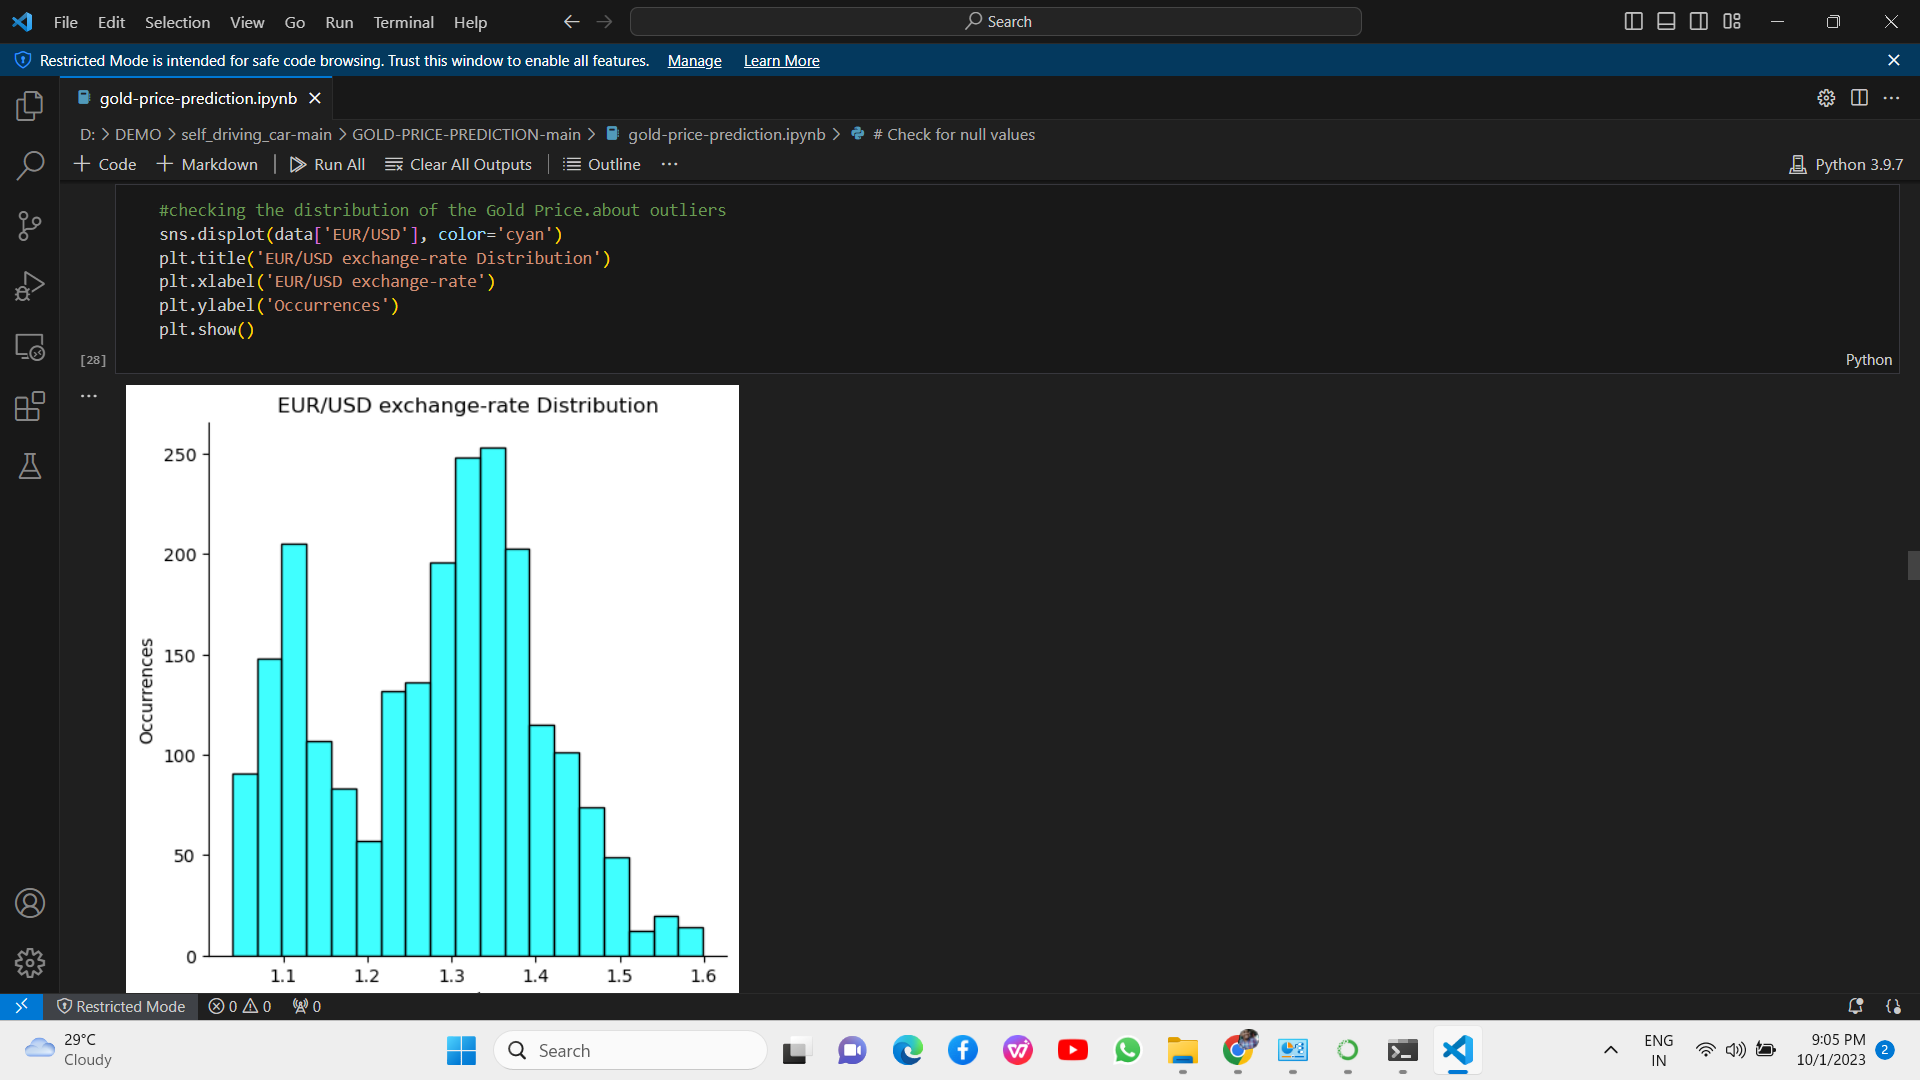 File Edit Selection View Go Run Terminal Help
Search
Restricted Mode is intended for safe code browsing. Trust this window to enable all features. Manage Learn More
gold-price-prediction.ipynb
D: > DEMO > self_driving_car-main > GOLD-PRICE-PREDICTION-main > gold-price-prediction.ipynb > # Check for null values
+ Code + Markdown Run All Clear All Outputs Outline ...
Python 3.9.7
#checking the distribution of the Gold Price.about outliers
sns.displot(data['EUR/USD'], color='cyan')
plt.title('EUR/USD exchange-rate Distribution')
plt.xlabel('EUR/USD exchange-rate')
plt.ylabel('Occurrences')
plt.show()
[28]
Python
EUR/USD exchange-rate Distribution
250
200
150
100
50
0
Occurrences
1.1 1.2 1.3 1.4 1.5 1.6
Restricted Mode 0 0 0
29°C
Cloudy
Search
ENG
IN
9:05 PM
10/1/2023
2